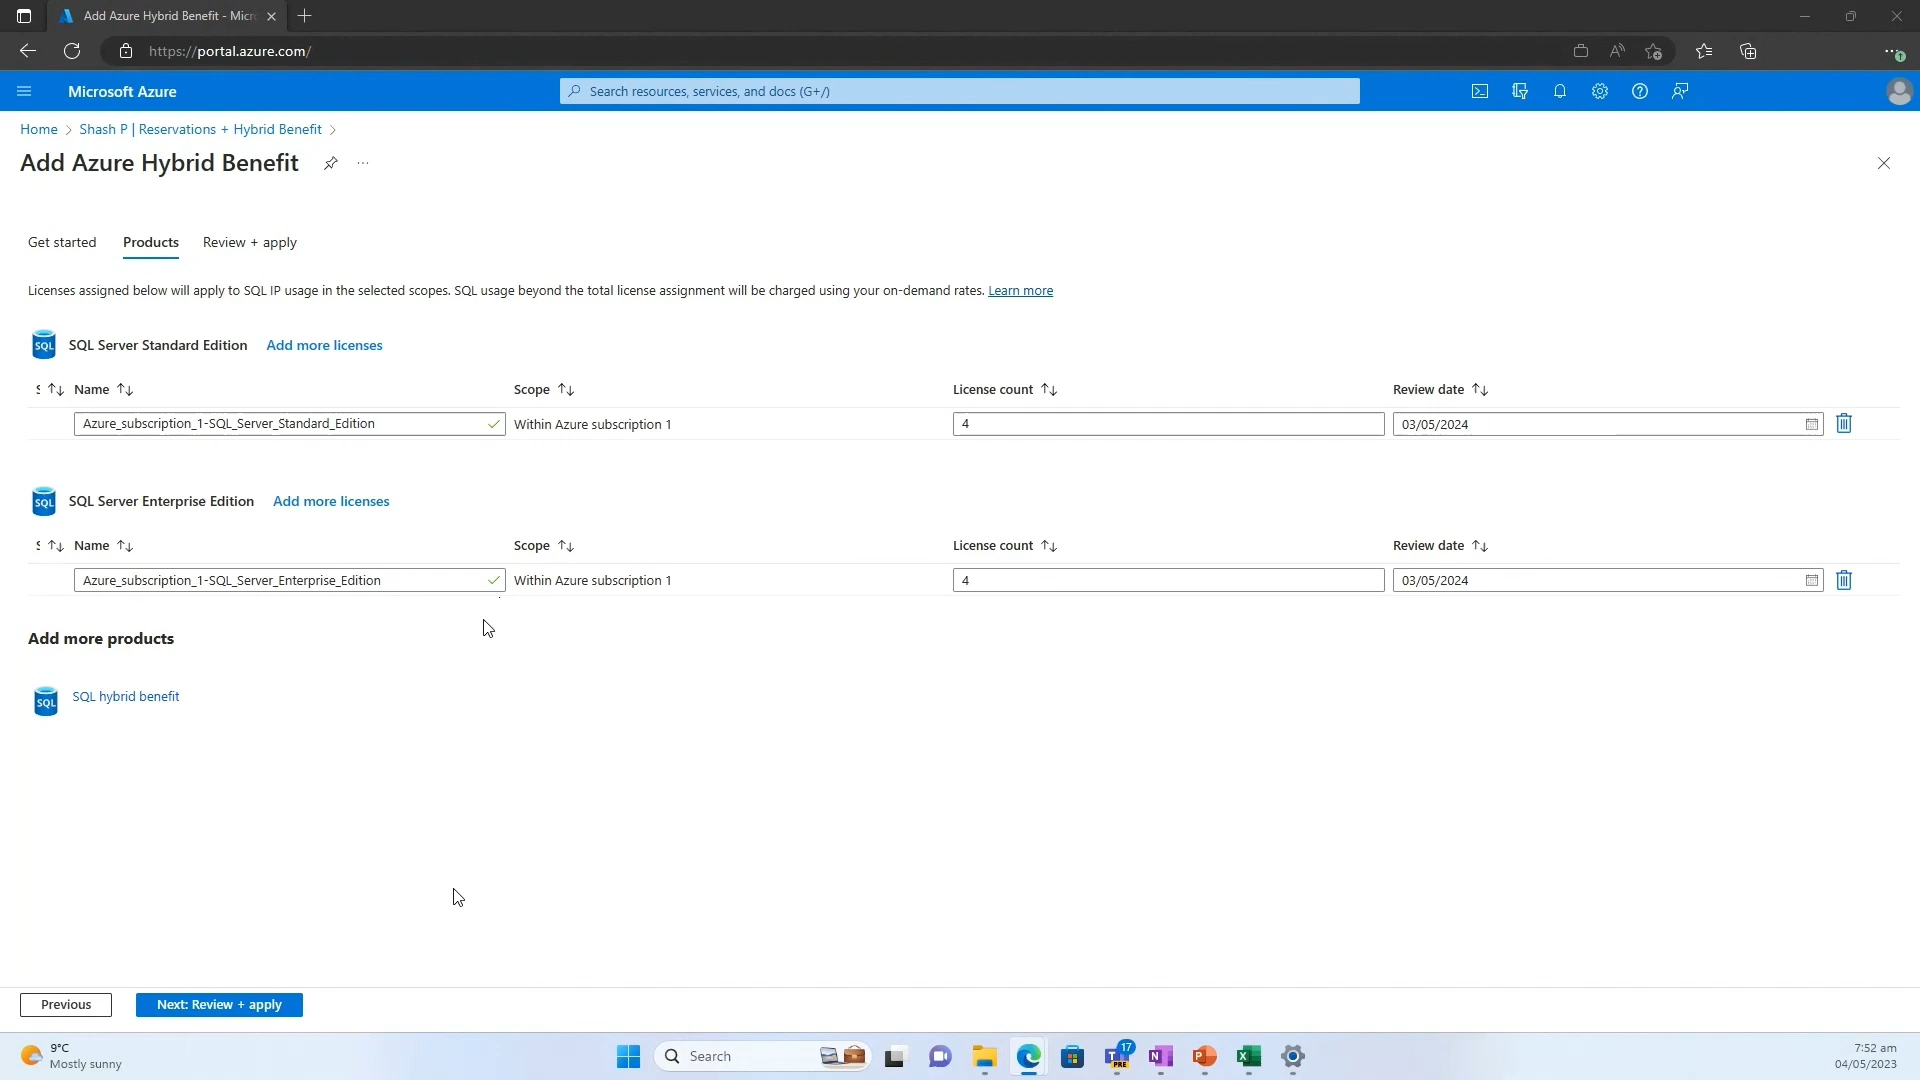 Add Azure Hybrid Benefit - Micr
https://portal.azure.com/
Microsoft Azure
Search resources, services, and docs (G+/)
Home > Shash P | Reservations + Hybrid Benefit >
Add Azure Hybrid Benefit
Get started Products Review + apply
Licenses assigned below will apply to SQL IP usage in the selected scopes. SQL usage beyond the total license assignment will be charged using your on-demand rates. Learn more
SQL SQL Server Standard Edition Add more licenses
Name Scope License count Review date
Azure_subscription_1-SQL_Server_Standard_Edition Within Azure subscription 1 4 03/05/2024
SQL SQL Server Enterprise Edition Add more licenses
Name Scope License count Review date
Azure_subscription_1-SQL_Server_Enterprise_Edition Within Azure subscription 1 4 03/05/2024
Add more products
SQL SQL hybrid benefit
Previous Next: Review + apply
9°C
Mostly sunny
Search
17
PRE
7:52 am
04/05/2023